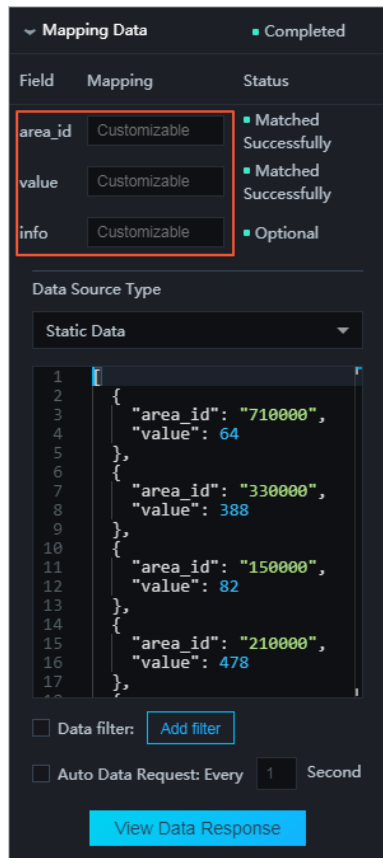 Mapping Data
Completed
Field Mapping Status
area_id Customizable Matched
Successfully
value Customizable Matched
Successfully
info Customizable Optional
Data Source Type
Static Data
1 [
2 {
3 "area_id": "710000",
4 "value": 64
5 },
6 {
7 "area_id": "330000",
8 "value": 388
9 },
10 {
11 "area_id": "150000",
12 "value": 82
13 },
14 {
15 "area_id": "210000",
16 "value": 478
17 },
Data filter: Add filter
Auto Data Request: Every 1 Second
View Data Response